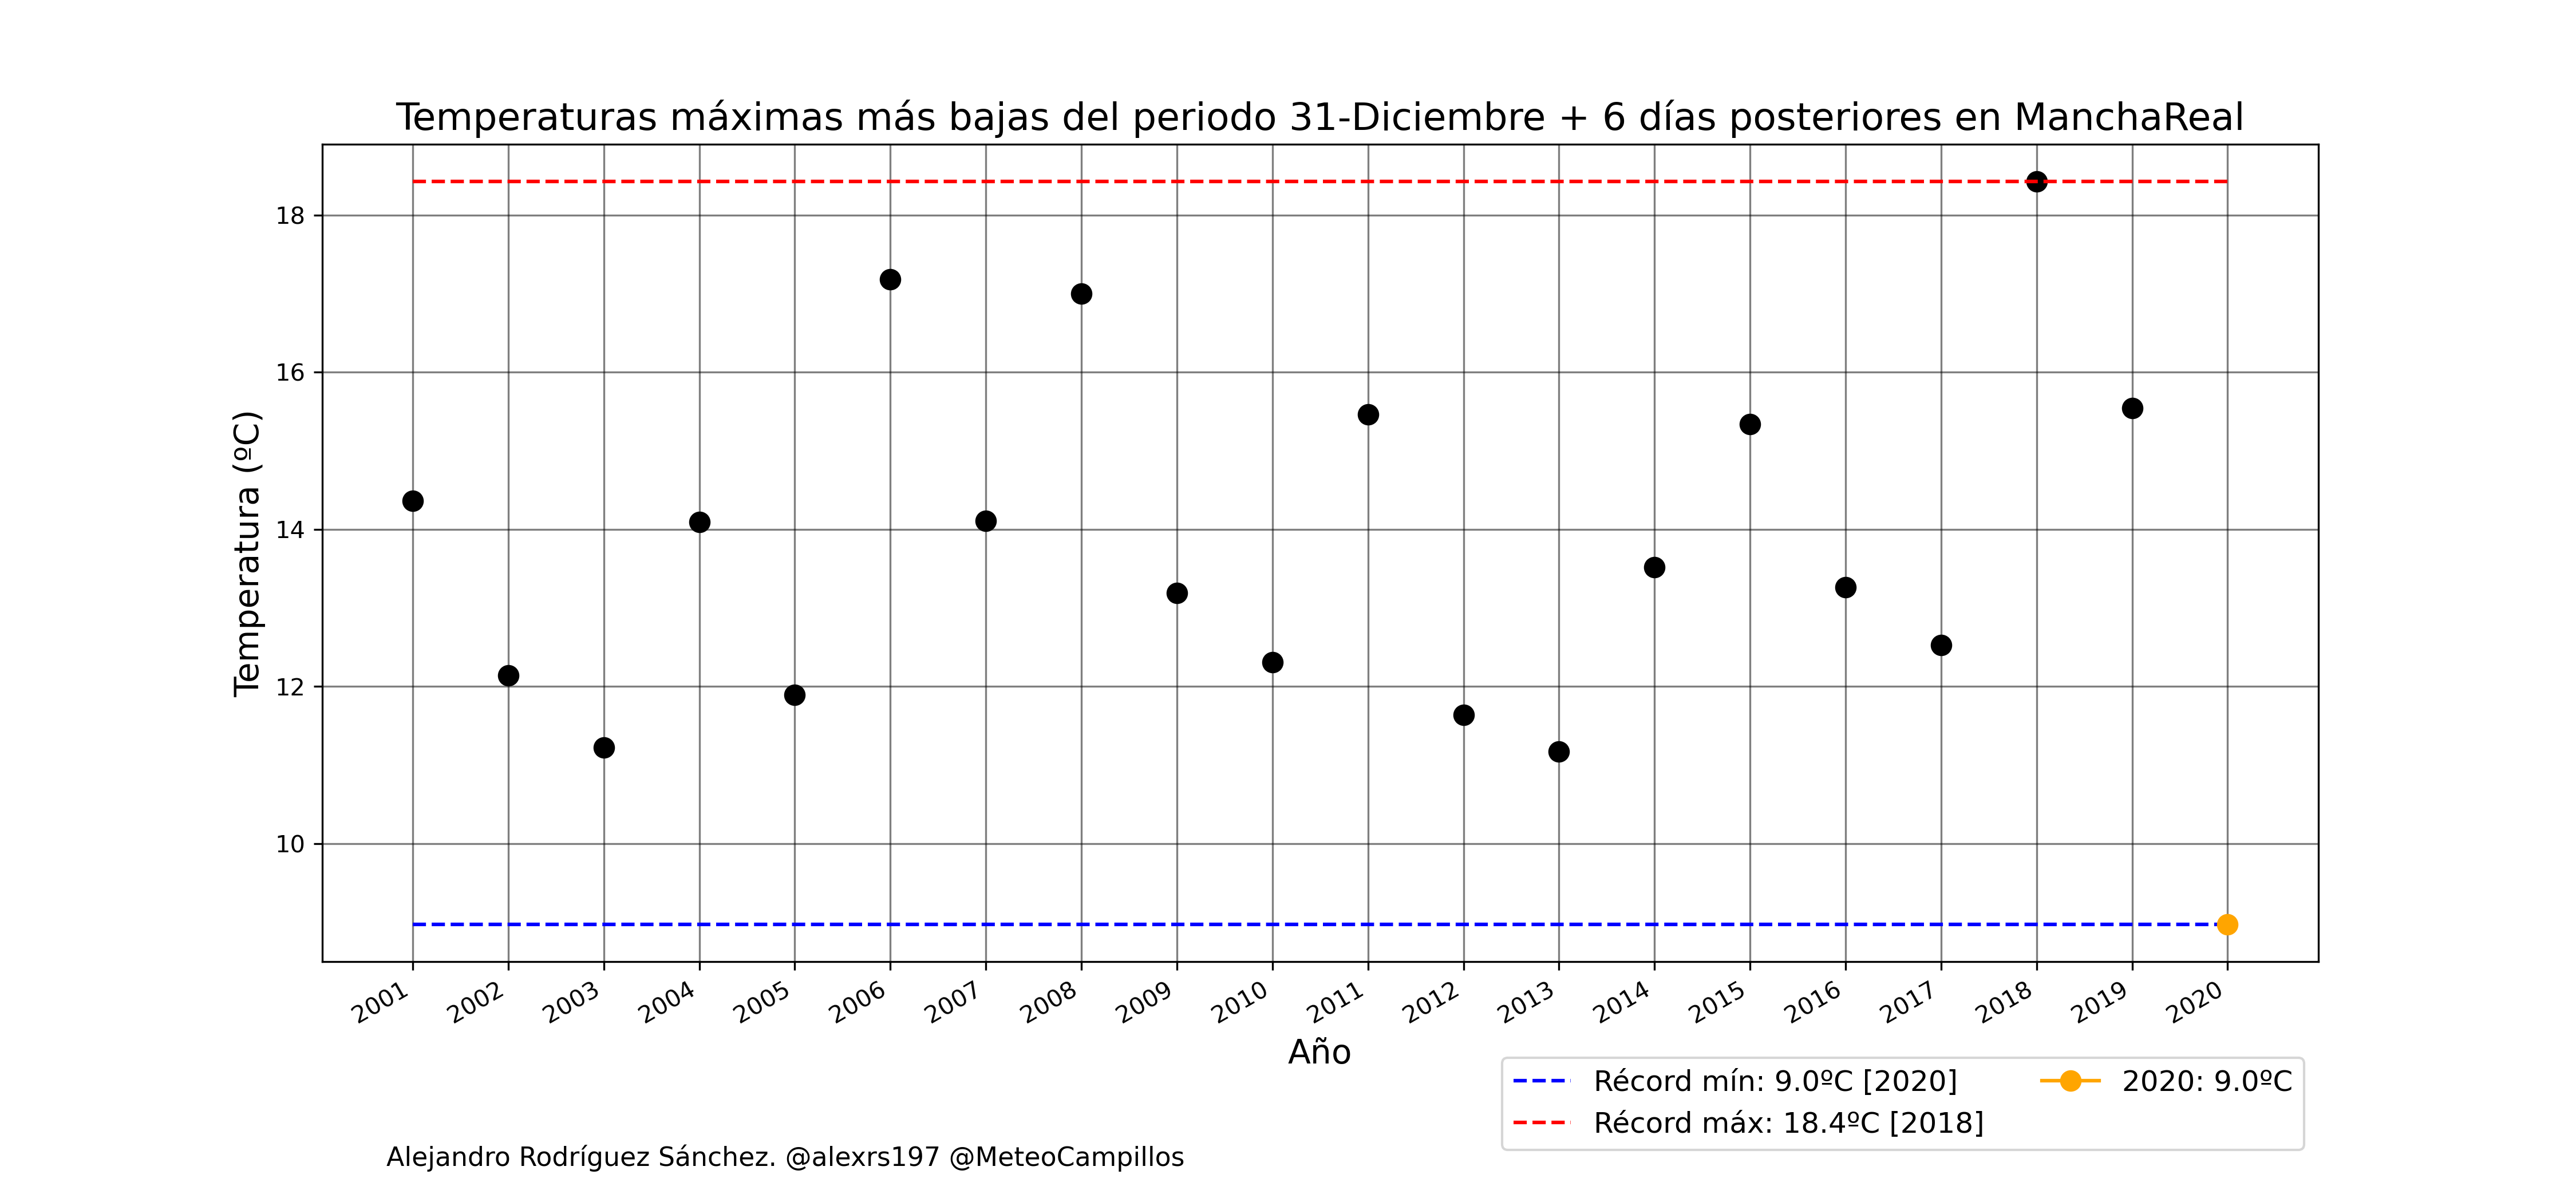 Temperaturas máximas más bajas del periodo 31-Diciembre + 6 días posteriores en ManchaReal
Temperatura (ºC)
18
16
14
12
10
2001 2002 2003 2004 2005 2006 2007 2008 2009 2010 2011 2012 2013 2014 2015 2016 2017 2018 2019 2020
Año
Récord mín: 9.0ºC [2020]
Récord máx: 18.4ºC [2018]
2020: 9.0ºC
Alejandro Rodríguez Sánchez. @alexrs197 @MeteoCampillos